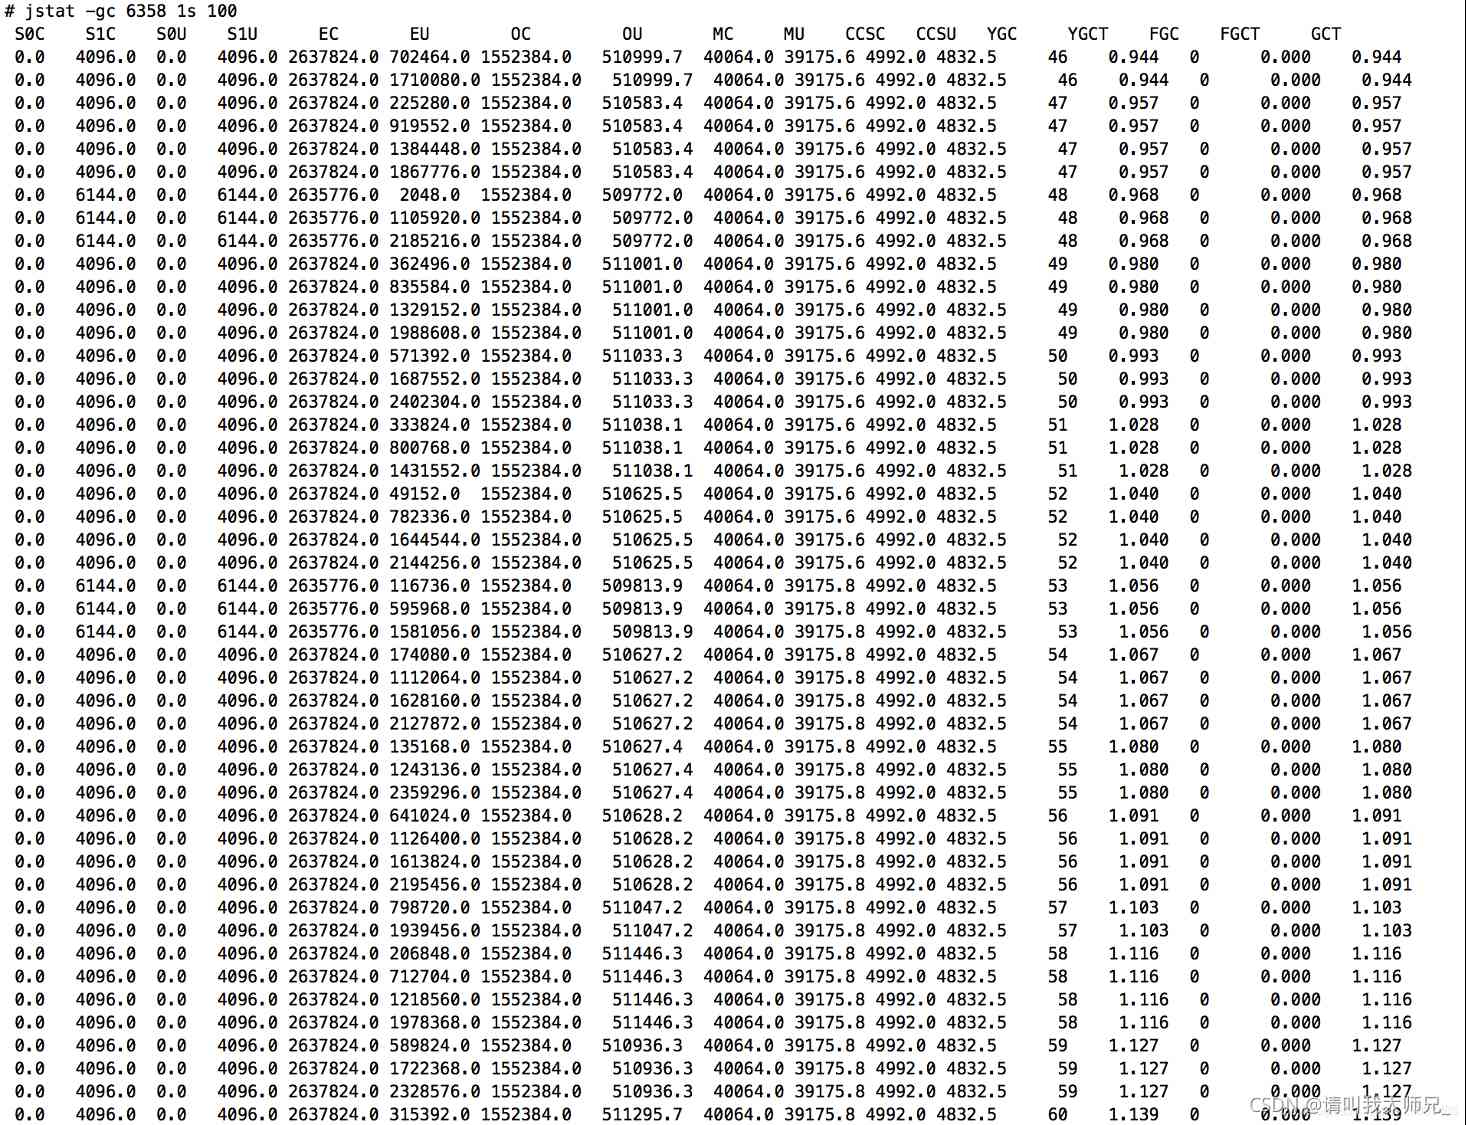 # jstat -gc 6358 1s 100
S0C S1C S0U S1U EC EU OC OU MC MU CCSC CCSU YGC YGCT FGC FGCT GCT
0.0 4096.0 0.0 4096.0 2637824.0 702464.0 1552384.0 510999.7 40064.0 39175.6 4992.0 4832.5 46 0.944 0 0.000 0.944
0.0 4096.0 0.0 4096.0 2637824.0 1710080.0 1552384.0 510999.7 40064.0 39175.6 4992.0 4832.5 46 0.944 0 0.000 0.944
0.0 4096.0 0.0 4096.0 2637824.0 225280.0 1552384.0 510583.4 40064.0 39175.6 4992.0 4832.5 47 0.957 0 0.000 0.957
0.0 4096.0 0.0 4096.0 2637824.0 919552.0 1552384.0 510583.4 40064.0 39175.6 4992.0 4832.5 47 0.957 0 0.000 0.957
0.0 4096.0 0.0 4096.0 2637824.0 1384448.0 1552384.0 510583.4 40064.0 39175.6 4992.0 4832.5 47 0.957 0 0.000 0.957
0.0 4096.0 0.0 4096.0 2637824.0 1867776.0 1552384.0 510583.4 40064.0 39175.6 4992.0 4832.5 47 0.957 0 0.000 0.957
0.0 6144.0 0.0 6144.0 2635776.0 2048.0 1552384.0 509772.0 40064.0 39175.6 4992.0 4832.5 48 0.968 0 0.000 0.968
0.0 6144.0 0.0 6144.0 2635776.0 1105920.0 1552384.0 509772.0 40064.0 39175.6 4992.0 4832.5 48 0.968 0 0.000 0.968
0.0 6144.0 0.0 6144.0 2635776.0 2185216.0 1552384.0 509772.0 40064.0 39175.6 4992.0 4832.5 48 0.968 0 0.000 0.968
0.0 4096.0 0.0 4096.0 2637824.0 362496.0 1552384.0 511001.0 40064.0 39175.6 4992.0 4832.5 49 0.980 0 0.000 0.980
0.0 4096.0 0.0 4096.0 2637824.0 835584.0 1552384.0 511001.0 40064.0 39175.6 4992.0 4832.5 49 0.980 0 0.000 0.980
0.0 4096.0 0.0 4096.0 2637824.0 1329152.0 1552384.0 511001.0 40064.0 39175.6 4992.0 4832.5 49 0.980 0 0.000 0.980
0.0 4096.0 0.0 4096.0 2637824.0 1988608.0 1552384.0 511001.0 40064.0 39175.6 4992.0 4832.5 49 0.980 0 0.000 0.980
0.0 4096.0 0.0 4096.0 2637824.0 571392.0 1552384.0 511033.3 40064.0 39175.6 4992.0 4832.5 50 0.993 0 0.000 0.993
0.0 4096.0 0.0 4096.0 2637824.0 1687552.0 1552384.0 511033.3 40064.0 39175.6 4992.0 4832.5 50 0.993 0 0.000 0.993
0.0 4096.0 0.0 4096.0 2637824.0 2402304.0 1552384.0 511033.3 40064.0 39175.6 4992.0 4832.5 50 0.993 0 0.000 0.993
0.0 4096.0 0.0 4096.0 2637824.0 333824.0 1552384.0 511038.1 40064.0 39175.6 4992.0 4832.5 51 1.028 0 0.000 1.028
0.0 4096.0 0.0 4096.0 2637824.0 800768.0 1552384.0 511038.1 40064.0 39175.6 4992.0 4832.5 51 1.028 0 0.000 1.028
0.0 4096.0 0.0 4096.0 2637824.0 1431552.0 1552384.0 511038.1 40064.0 39175.6 4992.0 4832.5 51 1.028 0 0.000 1.028
0.0 4096.0 0.0 4096.0 2637824.0 49152.0 1552384.0 510625.5 40064.0 39175.6 4992.0 4832.5 52 1.040 0 0.000 1.040
0.0 4096.0 0.0 4096.0 2637824.0 782336.0 1552384.0 510625.5 40064.0 39175.6 4992.0 4832.5 52 1.040 0 0.000 1.040
0.0 4096.0 0.0 4096.0 2637824.0 1644544.0 1552384.0 510625.5 40064.0 39175.6 4992.0 4832.5 52 1.040 0 0.000 1.040
0.0 4096.0 0.0 4096.0 2637824.0 2144256.0 1552384.0 510625.5 40064.0 39175.6 4992.0 4832.5 52 1.040 0 0.000 1.040
0.0 6144.0 0.0 6144.0 2635776.0 116736.0 1552384.0 509813.9 40064.0 39175.8 4992.0 4832.5 53 1.056 0 0.000 1.056
0.0 6144.0 0.0 6144.0 2635776.0 595968.0 1552384.0 509813.9 40064.0 39175.8 4992.0 4832.5 53 1.056 0 0.000 1.056
0.0 6144.0 0.0 6144.0 2635776.0 1581056.0 1552384.0 509813.9 40064.0 39175.8 4992.0 4832.5 53 1.056 0 0.000 1.056
0.0 4096.0 0.0 4096.0 2637824.0 174080.0 1552384.0 510627.2 40064.0 39175.8 4992.0 4832.5 54 1.067 0 0.000 1.067
0.0 4096.0 0.0 4096.0 2637824.0 1112064.0 1552384.0 510627.2 40064.0 39175.8 4992.0 4832.5 54 1.067 0 0.000 1.067
0.0 4096.0 0.0 4096.0 2637824.0 1628160.0 1552384.0 510627.2 40064.0 39175.8 4992.0 4832.5 54 1.067 0 0.000 1.067
0.0 4096.0 0.0 4096.0 2637824.0 2127872.0 1552384.0 510627.2 40064.0 39175.8 4992.0 4832.5 54 1.067 0 0.000 1.067
0.0 4096.0 0.0 4096.0 2637824.0 135168.0 1552384.0 510627.4 40064.0 39175.8 4992.0 4832.5 55 1.080 0 0.000 1.080
0.0 4096.0 0.0 4096.0 2637824.0 1243136.0 1552384.0 510627.4 40064.0 39175.8 4992.0 4832.5 55 1.080 0 0.000 1.080
0.0 4096.0 0.0 4096.0 2637824.0 2359296.0 1552384.0 510627.4 40064.0 39175.8 4992.0 4832.5 55 1.080 0 0.000 1.080
0.0 4096.0 0.0 4096.0 2637824.0 641024.0 1552384.0 510628.2 40064.0 39175.8 4992.0 4832.5 56 1.091 0 0.000 1.091
0.0 4096.0 0.0 4096.0 2637824.0 1126400.0 1552384.0 510628.2 40064.0 39175.8 4992.0 4832.5 56 1.091 0 0.000 1.091
0.0 4096.0 0.0 4096.0 2637824.0 1613824.0 1552384.0 510628.2 40064.0 39175.8 4992.0 4832.5 56 1.091 0 0.000 1.091
0.0 4096.0 0.0 4096.0 2637824.0 2195456.0 1552384.0 510628.2 40064.0 39175.8 4992.0 4832.5 56 1.091 0 0.000 1.091
0.0 4096.0 0.0 4096.0 2637824.0 798720.0 1552384.0 511047.2 40064.0 39175.8 4992.0 4832.5 57 1.103 0 0.000 1.103
0.0 4096.0 0.0 4096.0 2637824.0 1939456.0 1552384.0 511047.2 40064.0 39175.8 4992.0 4832.5 57 1.103 0 0.000 1.103
0.0 4096.0 0.0 4096.0 2637824.0 206848.0 1552384.0 511446.3 40064.0 39175.8 4992.0 4832.5 58 1.116 0 0.000 1.116
0.0 4096.0 0.0 4096.0 2637824.0 712704.0 1552384.0 511446.3 40064.0 39175.8 4992.0 4832.5 58 1.116 0 0.000 1.116
0.0 4096.0 0.0 4096.0 2637824.0 1218560.0 1552384.0 511446.3 40064.0 39175.8 4992.0 4832.5 58 1.116 0 0.000 1.116
0.0 4096.0 0.0 4096.0 2637824.0 1978368.0 1552384.0 511446.3 40064.0 39175.8 4992.0 4832.5 58 1.116 0 0.000 1.116
0.0 4096.0 0.0 4096.0 2637824.0 589824.0 1552384.0 510936.3 40064.0 39175.8 4992.0 4832.5 59 1.127 0 0.000 1.127
0.0 4096.0 0.0 4096.0 2637824.0 1722368.0 1552384.0 510936.3 40064.0 39175.8 4992.0 4832.5 59 1.127 0 0.000 1.127
0.0 4096.0 0.0 4096.0 2637824.0 2328576.0 1552384.0 510936.3 40064.0 39175.8 4992.0 4832.5 59 1.127 0 0.000 1.127
0.0 4096.0 0.0 4096.0 2637824.0 315392.0 1552384.0 511295.7 40064.0 39175.8 4992.0 4832.5 60 1.139 0 0.000 1.139
CSDN @请叫我大师兄_